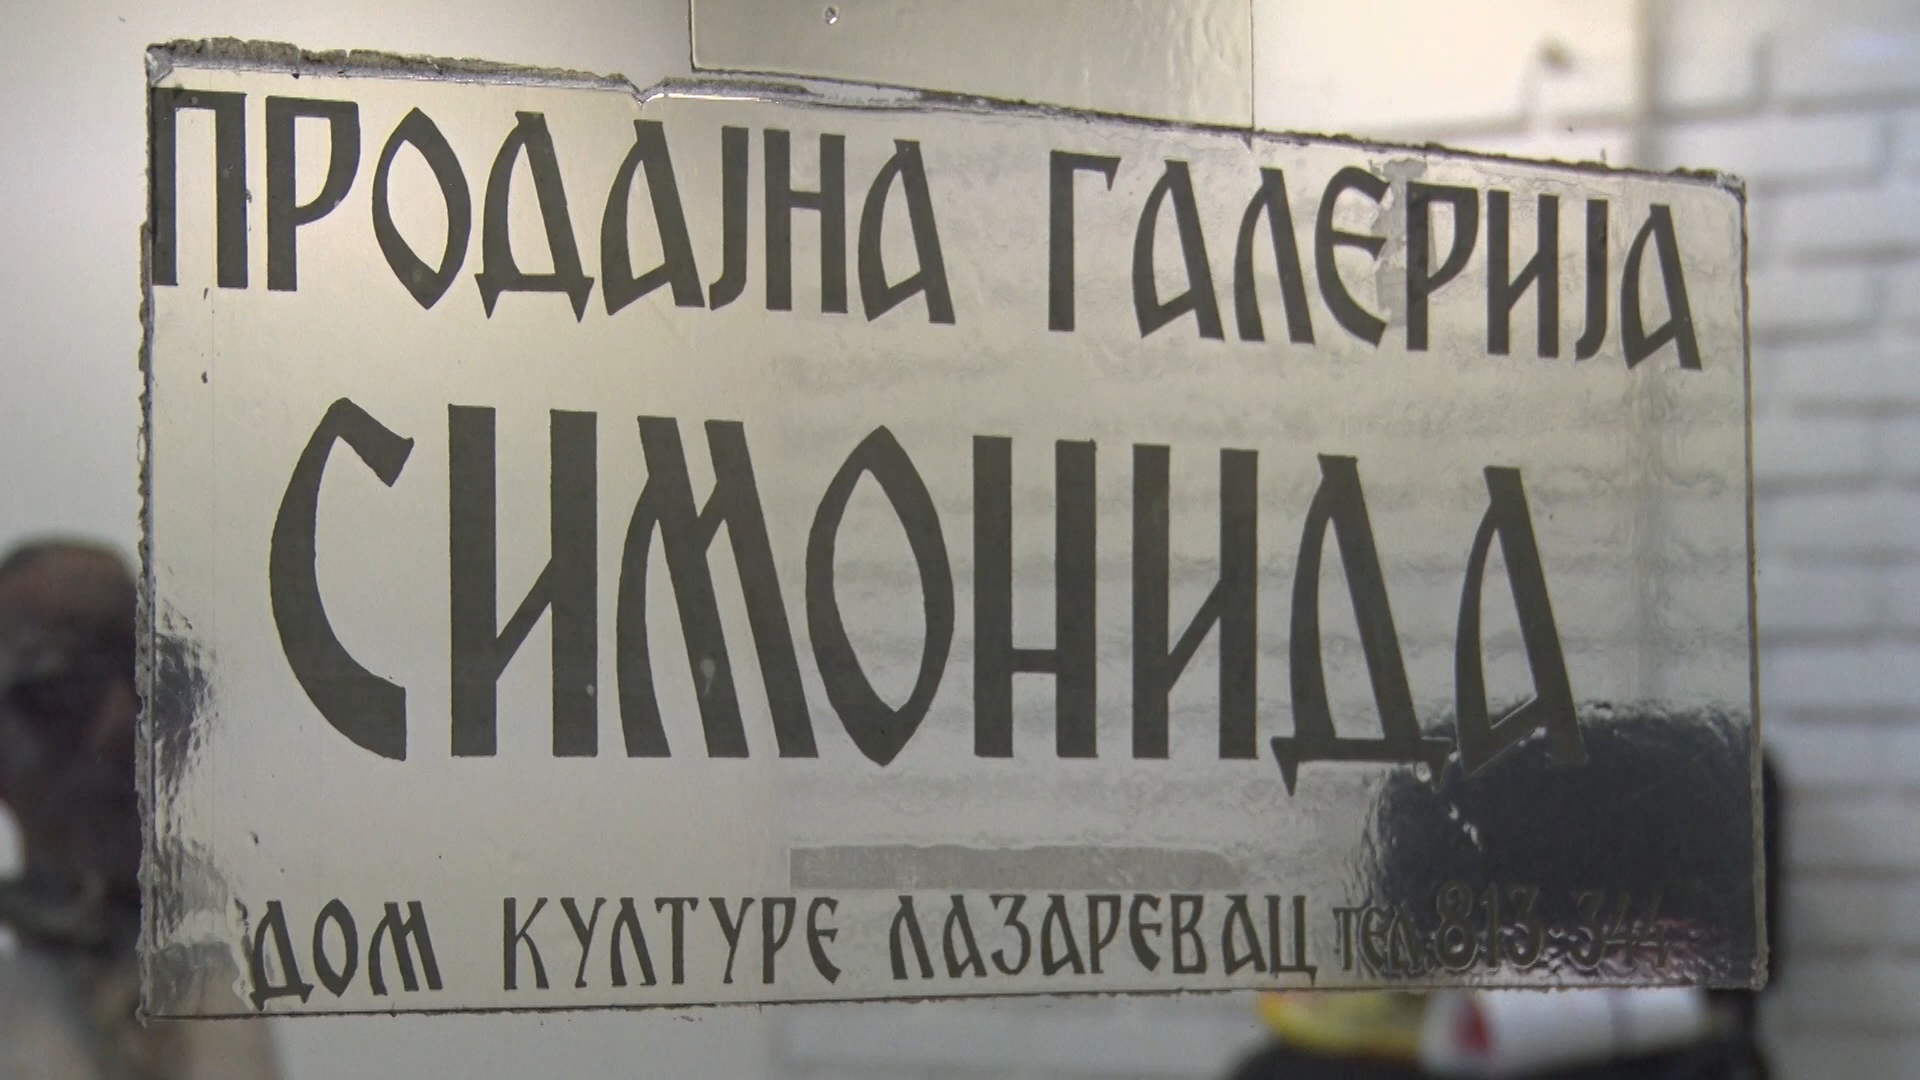 ПРОДАЈНА ГАЛЕРИЈА
СИМОНИДА
ДОМ КУЛТУРЕ ЛАЗАРЕВАЦ ТЕЛ. 813-344